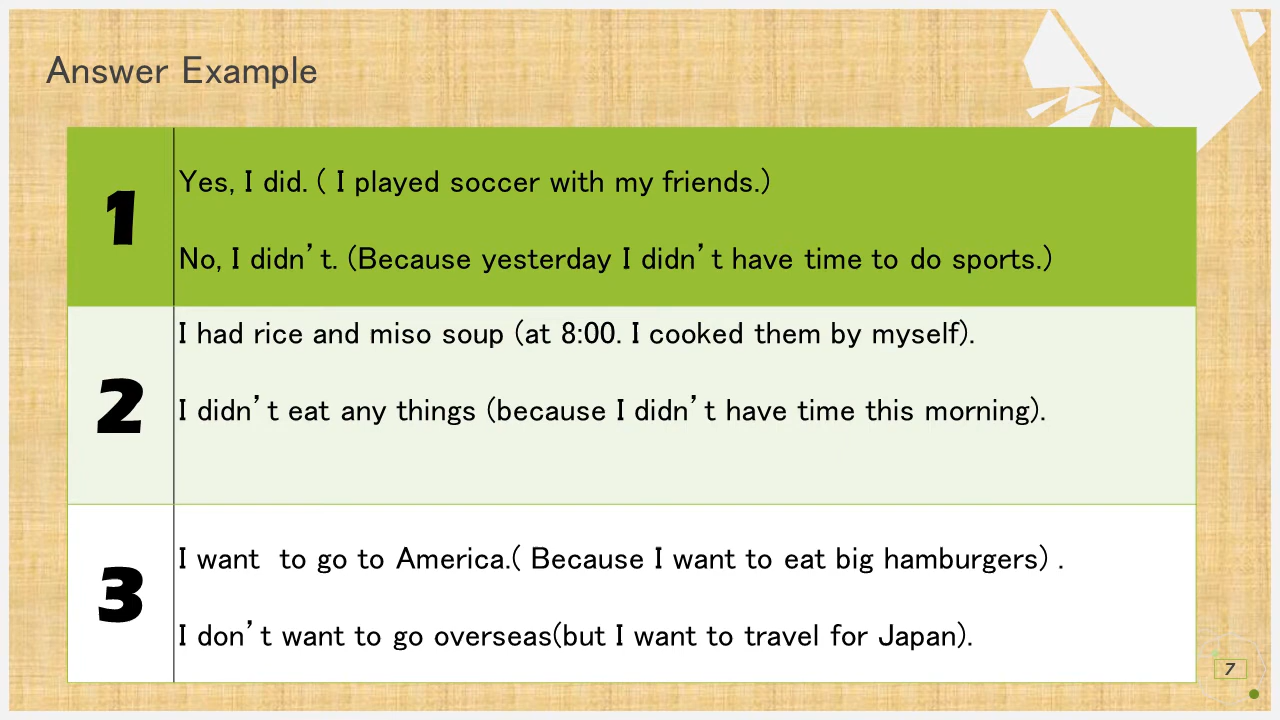 Answer Example
1
Yes, I did. ( I played soccer with my friends.)
No, I didn’t. (Because yesterday I didn’t have time to do sports.)
2
I had rice and miso soup (at 8:00. I cooked them by myself).
I didn’t eat any things (because I didn’t have time this morning).
3
I want  to go to America.( Because I want to eat big hamburgers) .
I don’t want to go overseas(but I want to travel for Japan).
7